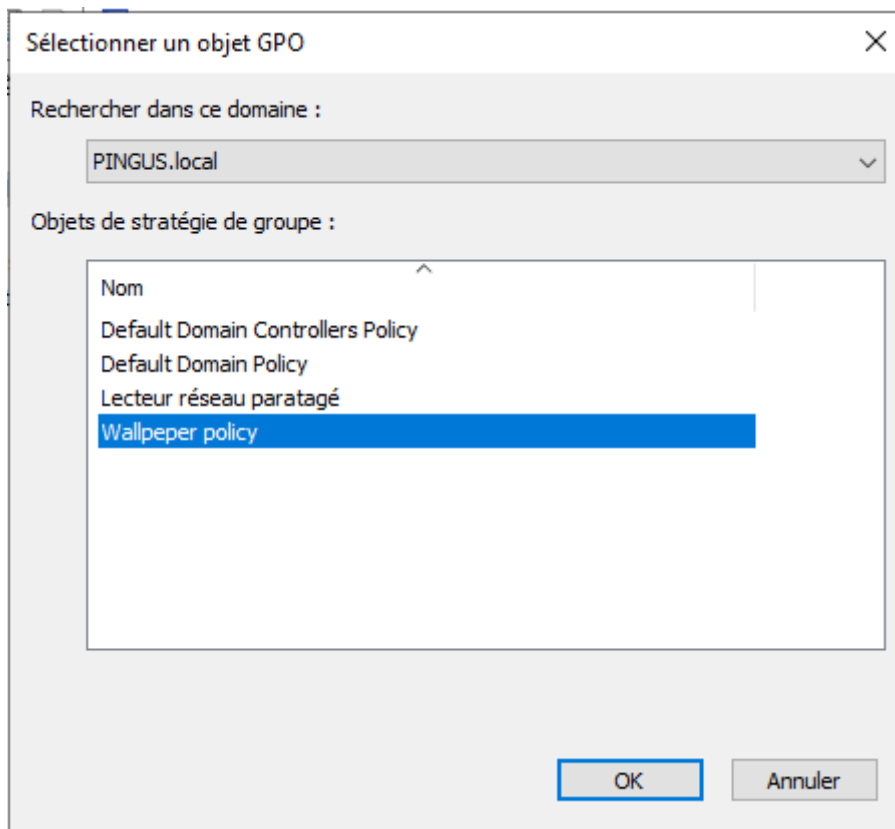 Sélectionner un objet GPO
Rechercher dans ce domaine :
PINGUS.local
Objets de stratégie de groupe :
Nom
Default Domain Controllers Policy
Default Domain Policy
Lecteur réseau paratagé
Wallpeper policy
OK Annuler